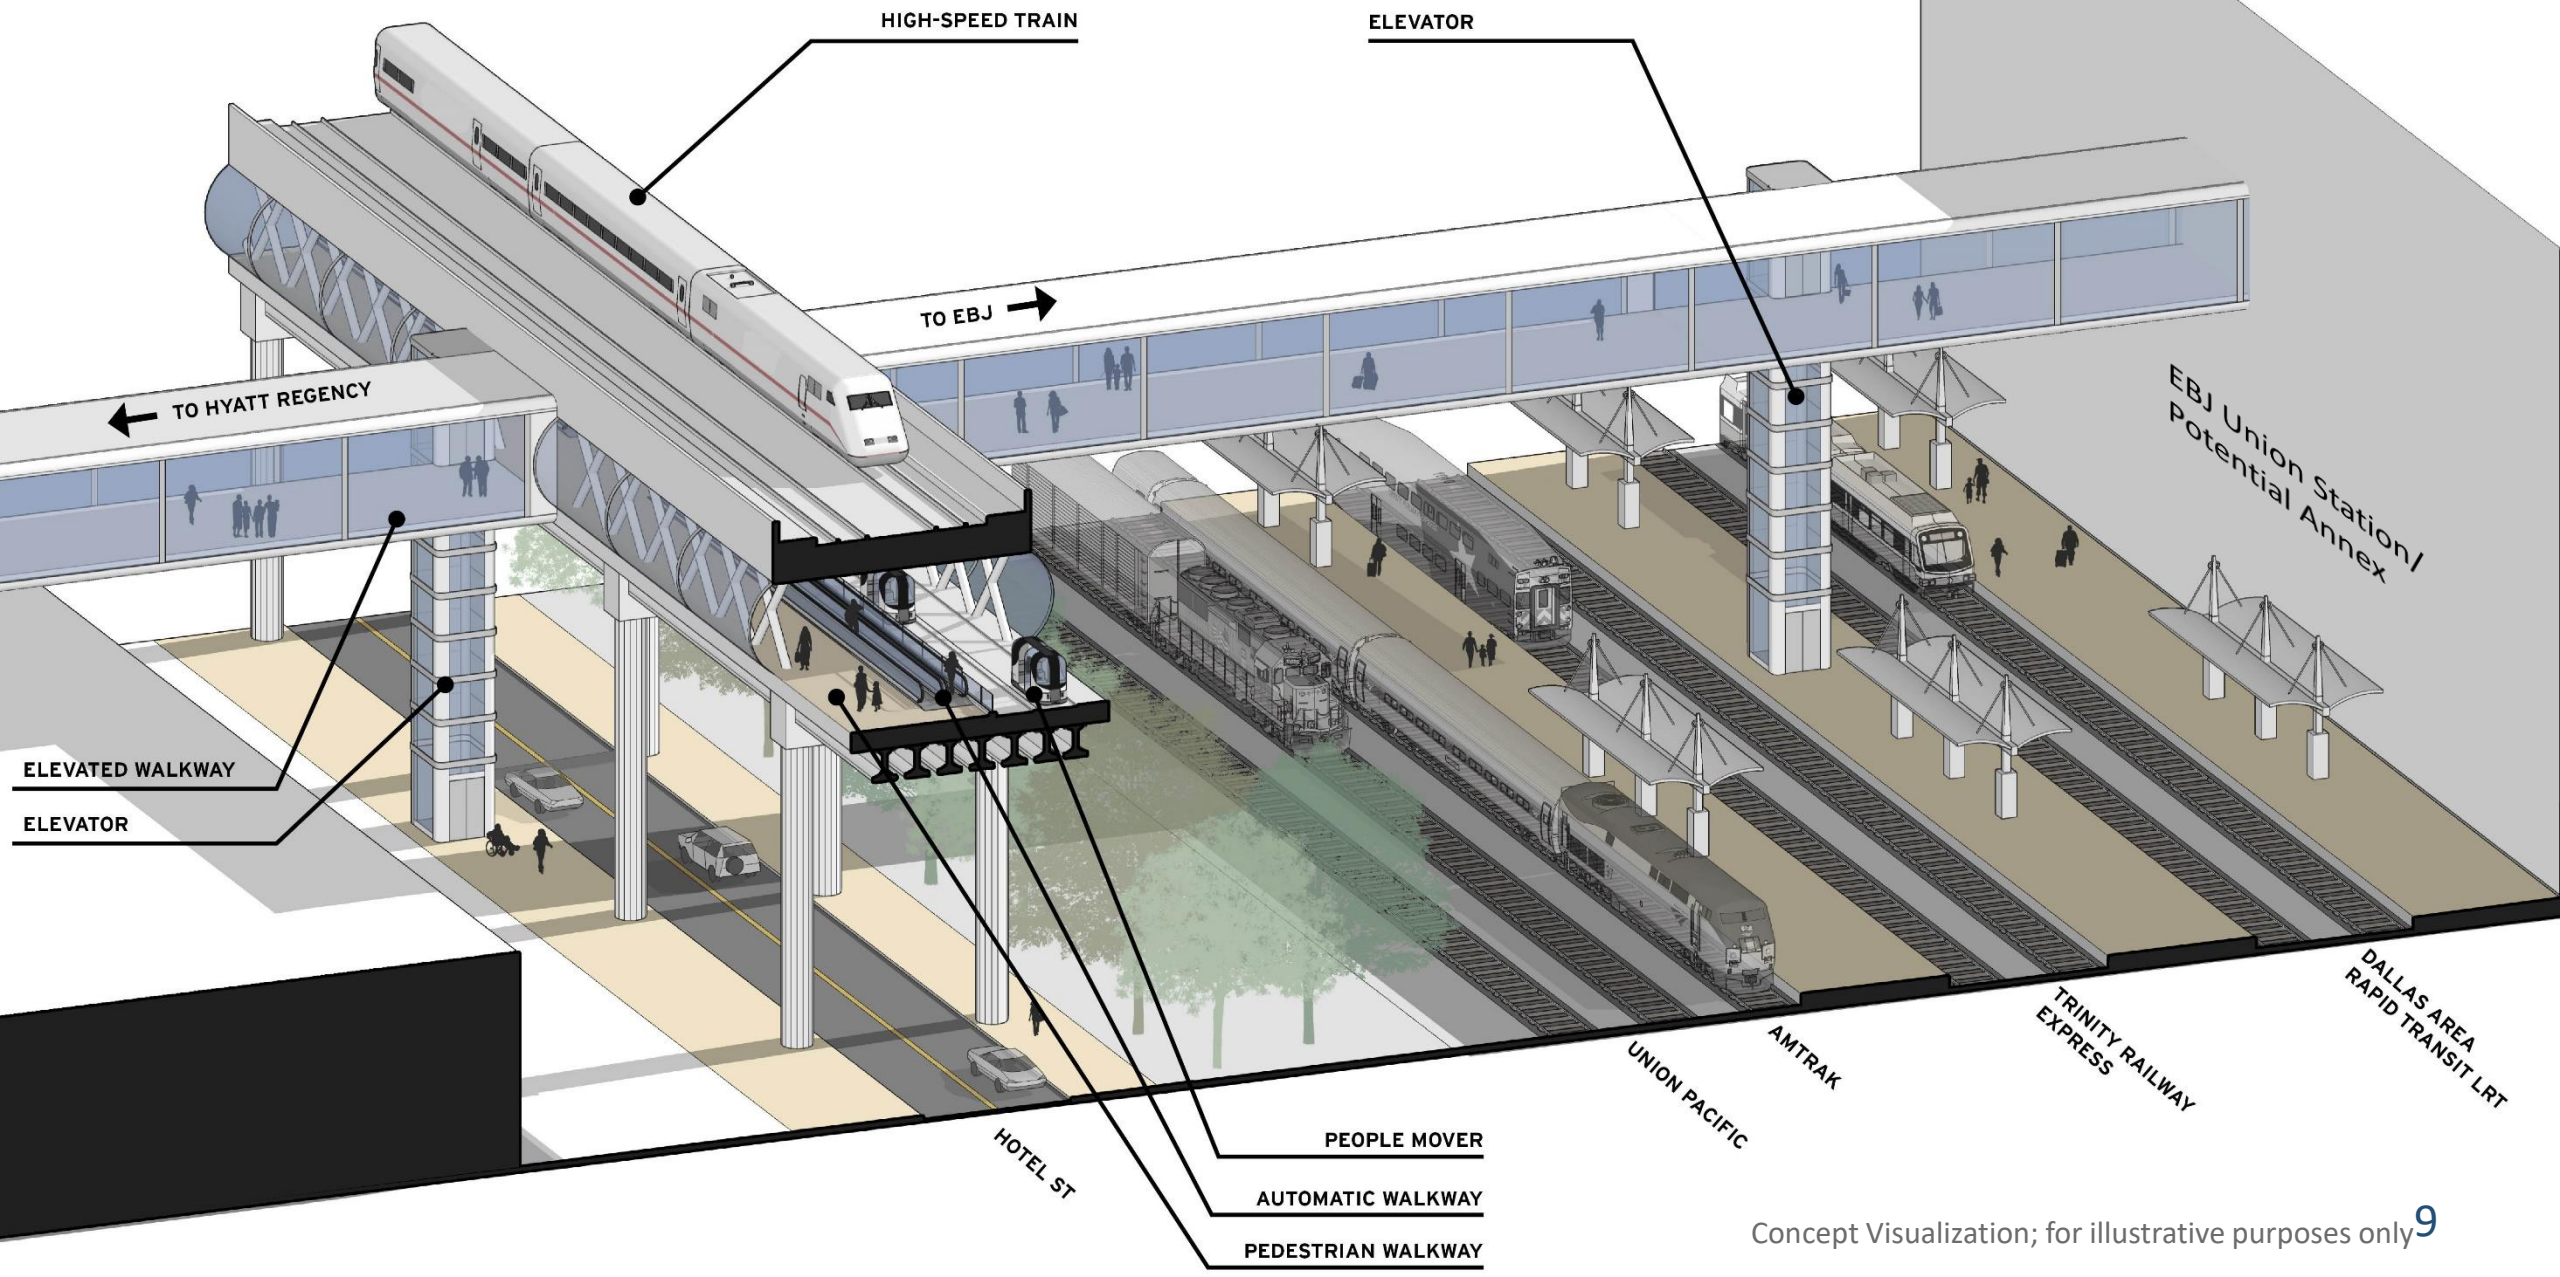 HIGH-SPEED TRAIN
ELEVATOR
TO EBJ
TO HYATT REGENCY
EBJ Union Station/
Potential Annex
ELEVATED WALKWAY
ELEVATOR
DALLAS AREA
RAPID TRANSIT LRT
TRINITY RAILWAY
EXPRESS
AMTRAK
UNION PACIFIC
HOTEL ST
PEOPLE MOVER
AUTOMATIC WALKWAY
PEDESTRIAN WALKWAY
Concept Visualization; for illustrative purposes only 9